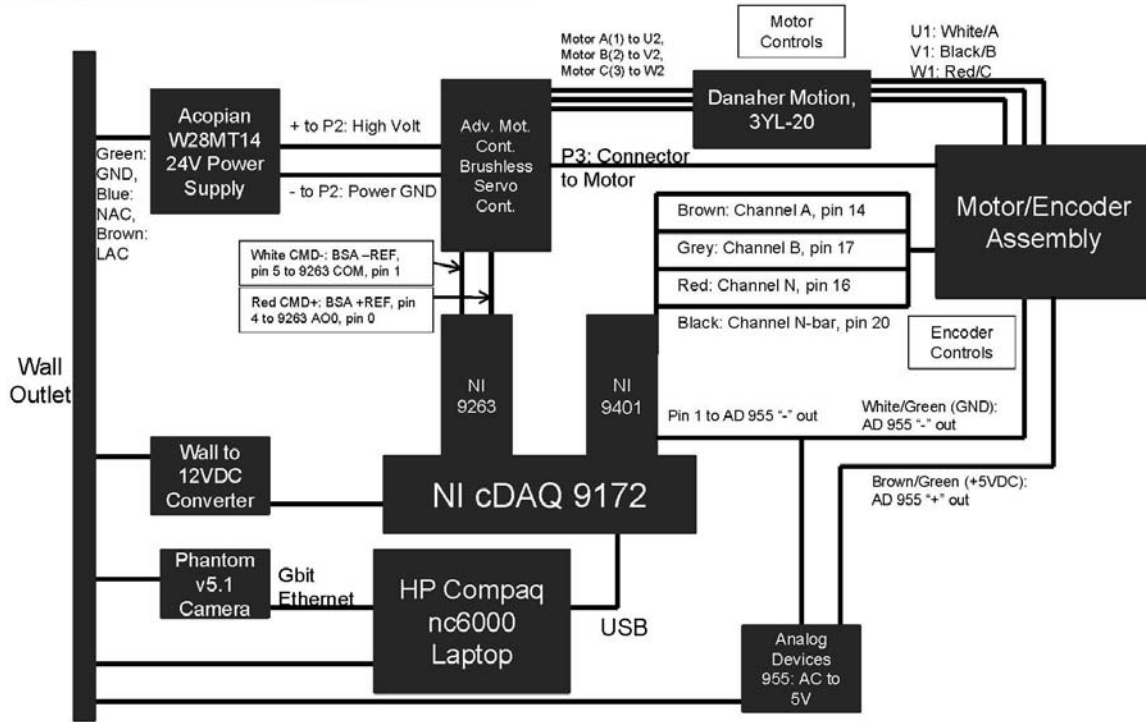 Motor A(1) to U2,
Motor B(2) to V2,
Motor C(3) to W2
Motor
Controls
U1: White/A
V1: Black/B
W1: Red/C
Acopian
W28MT14
24V Power
Supply
+ to P2: High Volt
- to P2: Power GND
Adv. Mot.
Cont.
Brushless
Servo
Cont.
Danaher Motion,
3YL-20
P3: Connector
to Motor
Green:
GND,
Blue:
NAC,
Brown:
LAC
Brown: Channel A, pin 14
Grey: Channel B, pin 17
Red: Channel N, pin 16
Black: Channel N-bar, pin 20
Motor/Encoder
Assembly
White CMD-: BSA –REF,
pin 5 to 9263 COM, pin 1
Red CMD+: BSA +REF, pin
4 to 9263 AO0, pin 0
Encoder
Controls
Wall
Outlet
NI
9263
NI
9401
Pin 1 to AD 955 “-” out
White/Green (GND):
AD 955 “-” out
Wall to
12VDC
Converter
NI cDAQ 9172
Brown/Green (+5VDC):
AD 955 “+” out
Phantom
v5.1
Camera
Gbit
Ethernet
HP Compaq
nc6000
Laptop
USB
Analog
Devices
955: AC to
5V